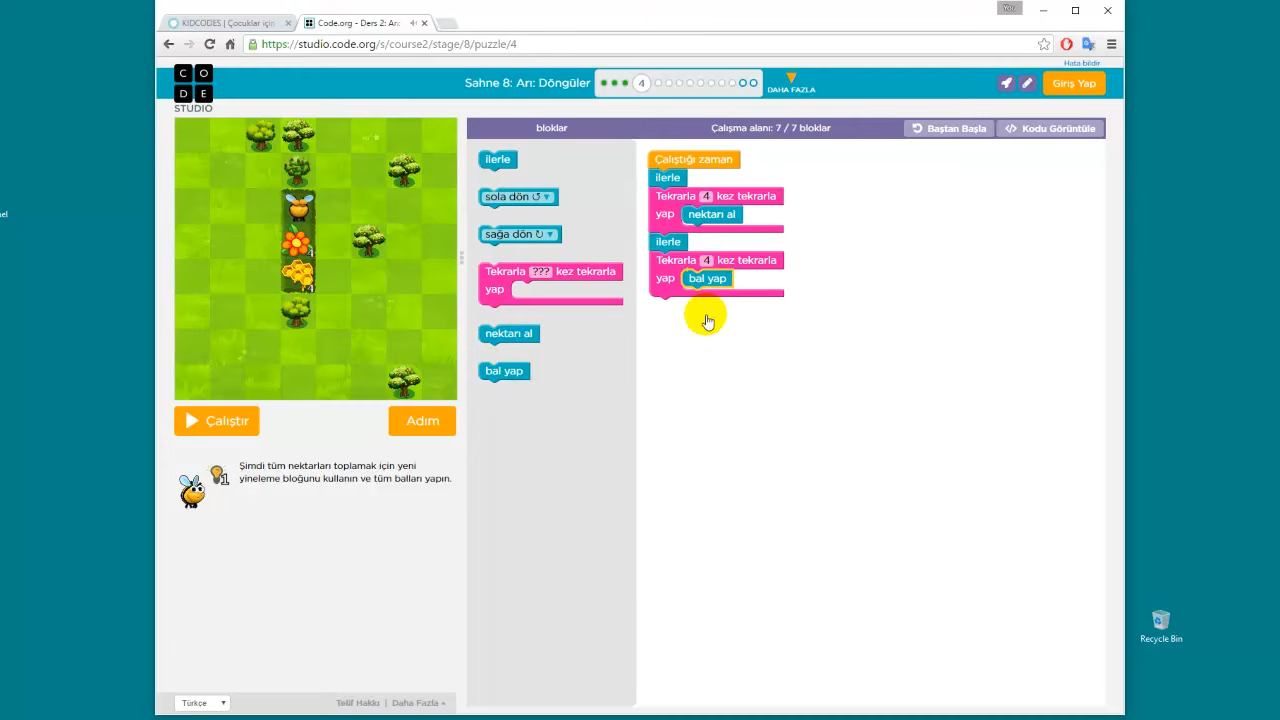 You
KIDCODES | Çocuklar için
Code.org - Ders 2: Arı:
https://studio.code.org/s/course2/stage/8/puzzle/4
Hata bildir
C O
D E
STUDIO
Sahne 8: Arı: Döngüler
4
DAHA FAZLA
Giriş Yap
bloklar
Çalışma alanı: 7 / 7 bloklar
Baştan Başla
</> Kodu Görüntüle
ilerle
sola dön ↺
sağa dön ↻
Tekrarla ??? kez tekrarla
yap
nektarı al
bal yap
Çalıştığı zaman
ilerle
Tekrarla 4 kez tekrarla
yap nektarı al
ilerle
Tekrarla 4 kez tekrarla
yap bal yap
4
4
Çalıştır
Adım
1
Şimdi tüm nektarları toplamak için yeni
yineleme bloğunu kullanın ve tüm balları yapın.
Türkçe
Telif Hakkı | Daha Fazla
Recycle Bin